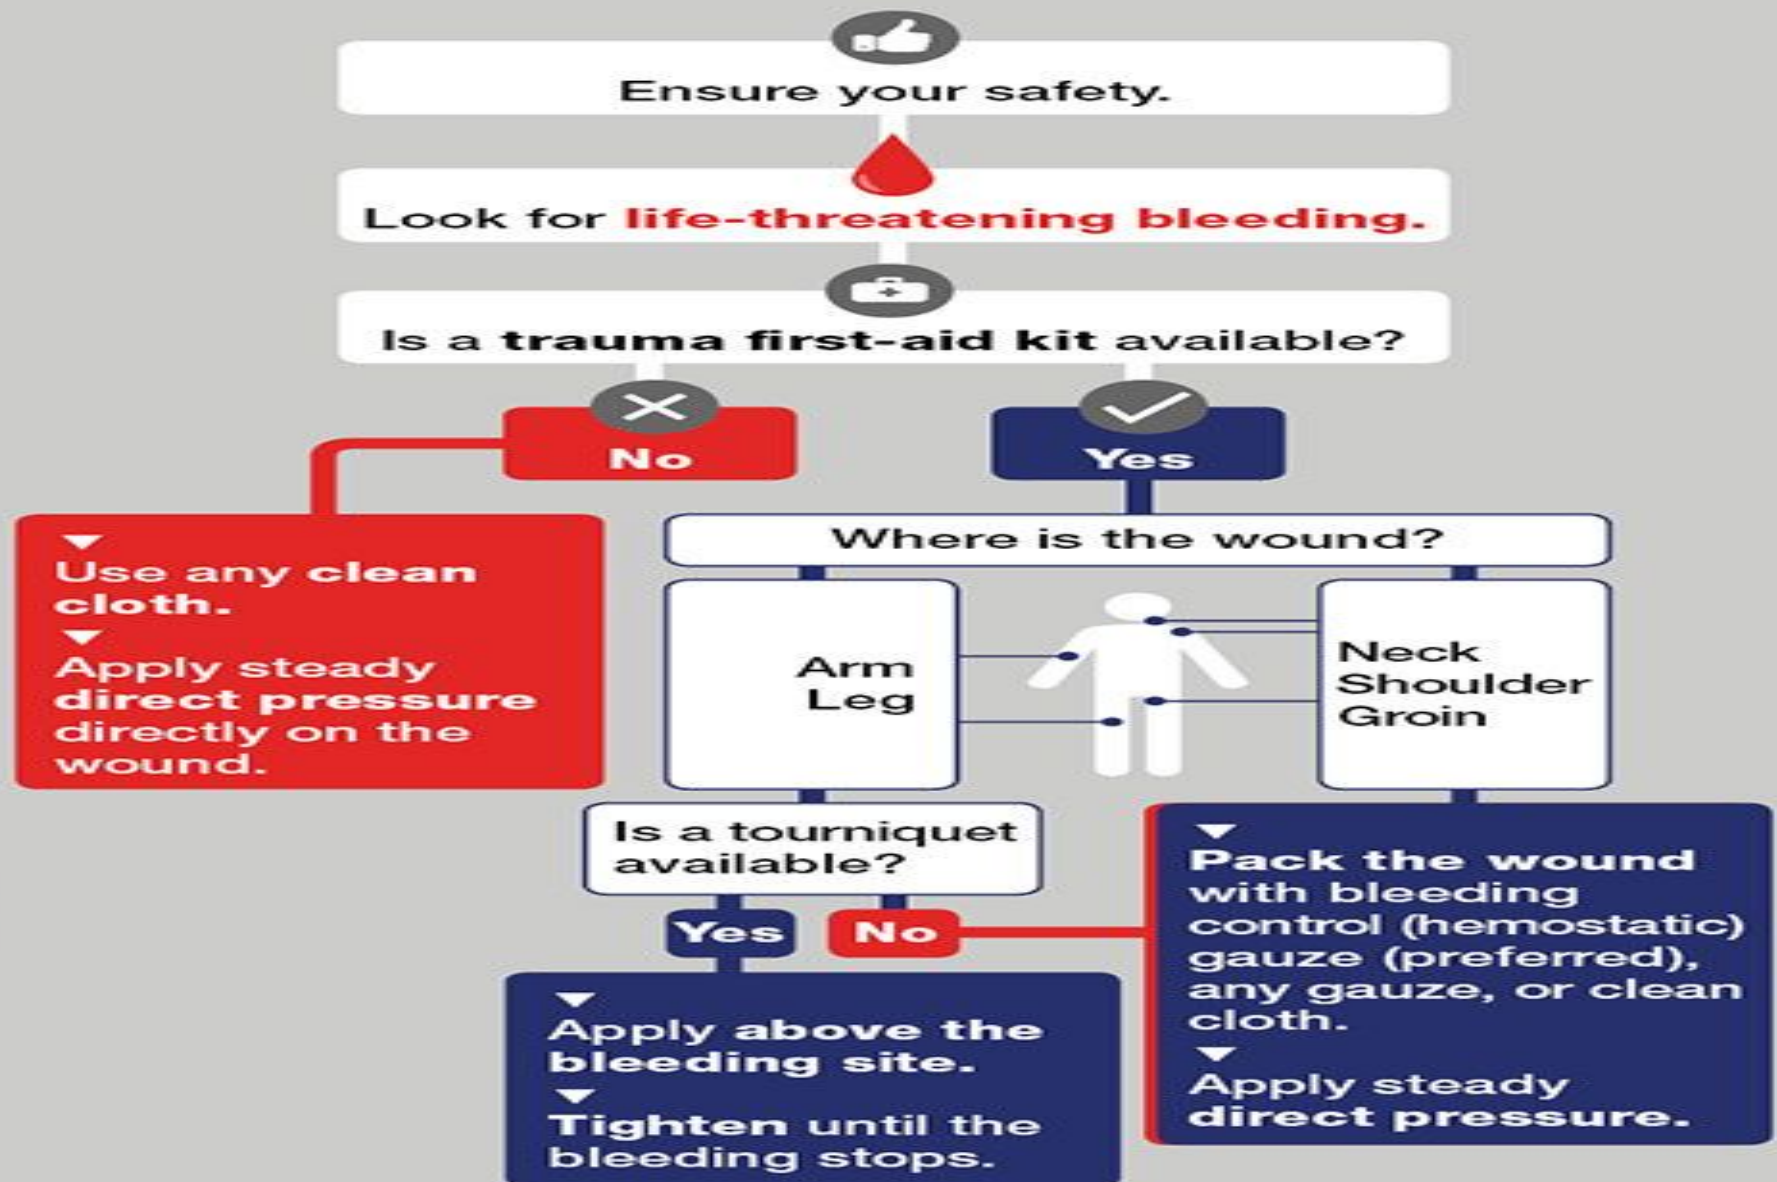 Ensure your safety.
Look for life-threatening bleeding.
Is a trauma first-aid kit available?
No
Yes
Use any clean
cloth.
Apply steady
direct pressure
directly on the
wound.
Where is the wound?
Arm
Leg
Neck
Shoulder
Groin
Is a tourniquet
available?
Yes
No
Apply above the
bleeding site.
Tighten until the
bleeding stops.
Pack the wound
with bleeding
control (hemostatic)
gauze (preferred),
any gauze, or clean
cloth.
Apply steady
direct pressure.